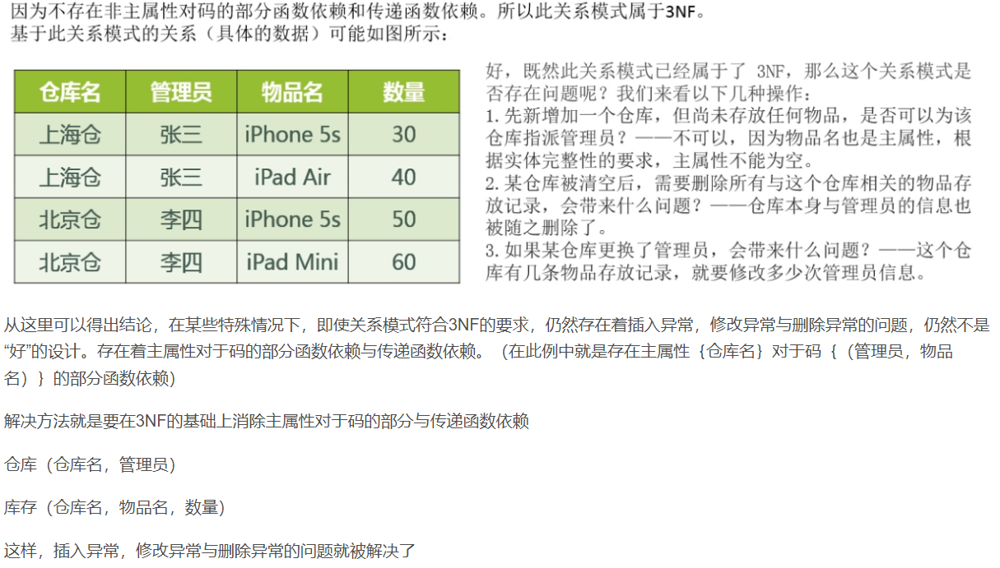 因为不存在非主属性对码的部分函数依赖和传递函数依赖。所以此关系模式属于3NF。
基于此关系模式的关系（具体的数据）可能如图所示：
仓库名 管理员 物品名 数量
上海仓 张三 iPhone 5s 30
上海仓 张三 iPad Air 40
北京仓 李四 iPhone 5s 50
北京仓 李四 iPad Mini 60
好，既然此关系模式已经属于了 3NF，那么这个关系模式是
否存在问题呢？我们来看以下几种操作：
1.先新增加一个仓库，但尚未存放任何物品，是否可以为该
仓库指派管理员？——不可以，因为物品名也是主属性，根
据实体完整性的要求，主属性不能为空。
2.某仓库被清空后，需要删除所有与这个仓库相关的物品存
放记录，会带来什么问题？——仓库本身与管理员的信息也
被随之删除了。
3.如果某仓库更换了管理员，会带来什么问题？——这个仓
库有几条物品存放记录，就要修改多少次管理员信息。
从这里可以得出结论，在某些特殊情况下，即使关系模式符合3NF的要求，仍然存在着插入异常，修改异常与删除异常的问题，仍然不是
“好”的设计。存在着主属性对于码的部分函数依赖与传递函数依赖。（在此例中就是存在主属性｛仓库名｝对于码｛（管理员，物品
名）｝的部分函数依赖）
解决方法就是要在3NF的基础上消除主属性对于码的部分与传递函数依赖
仓库（仓库名，管理员）
库存（仓库名，物品名，数量）
这样，插入异常，修改异常与删除异常的问题就被解决了